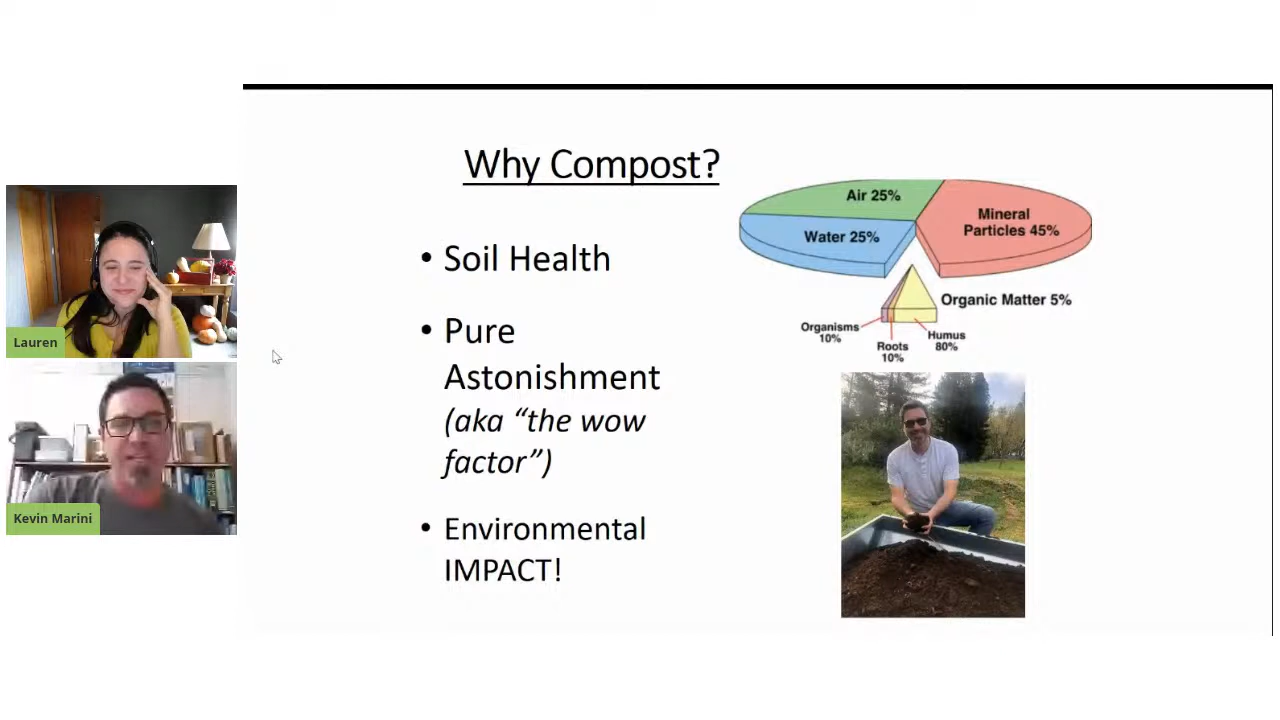 Why Compost?
• Soil Health
• Pure
Astonishment
(aka “the wow
factor”)
• Environmental
IMPACT!
Air 25%
Water 25%
Mineral
Particles 45%
Organic Matter 5%
Organisms
10%
Roots
10%
Humus
80%
Lauren
Kevin Marini